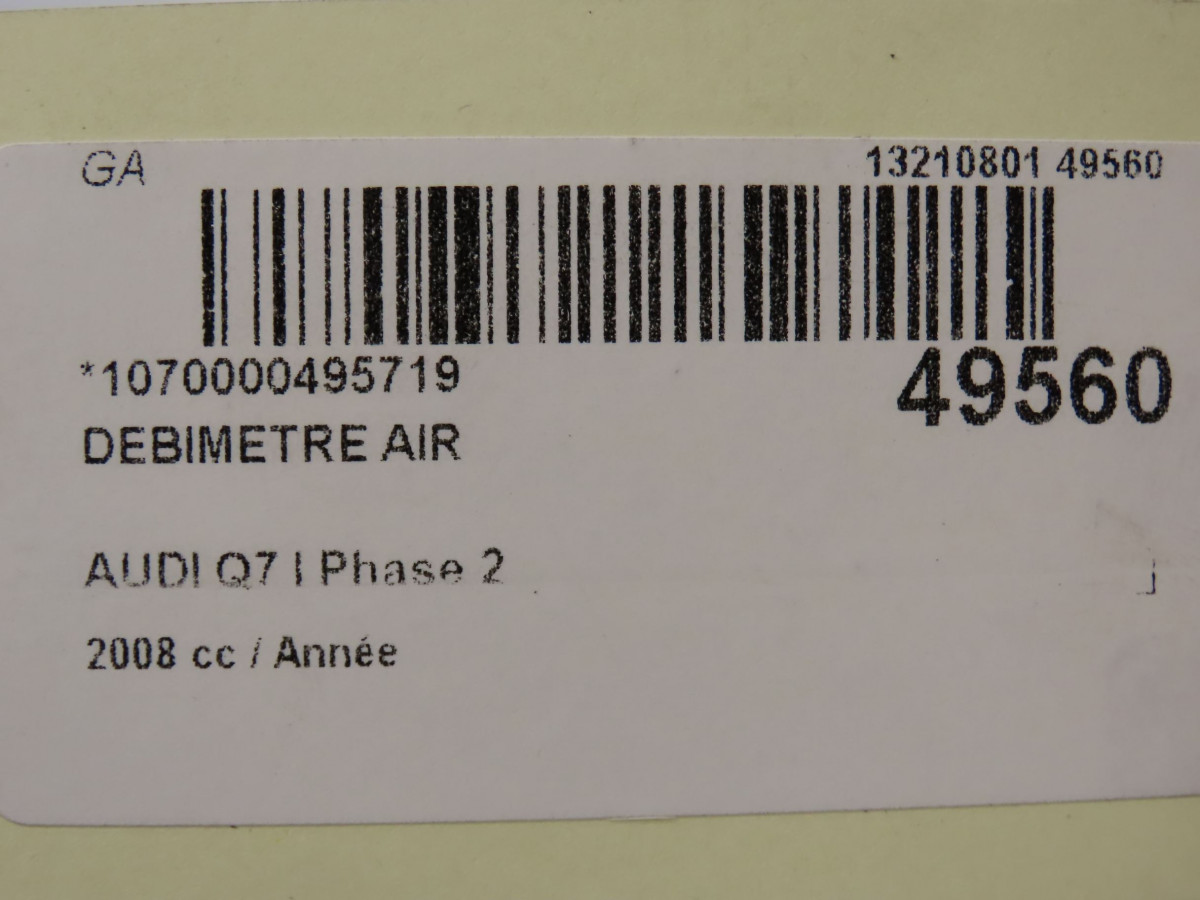 GA
13210801 49560
*1070000495719
49560
DEBIMETRE AIR
AUDI Q7 I Phase 2
2008 cc / Année